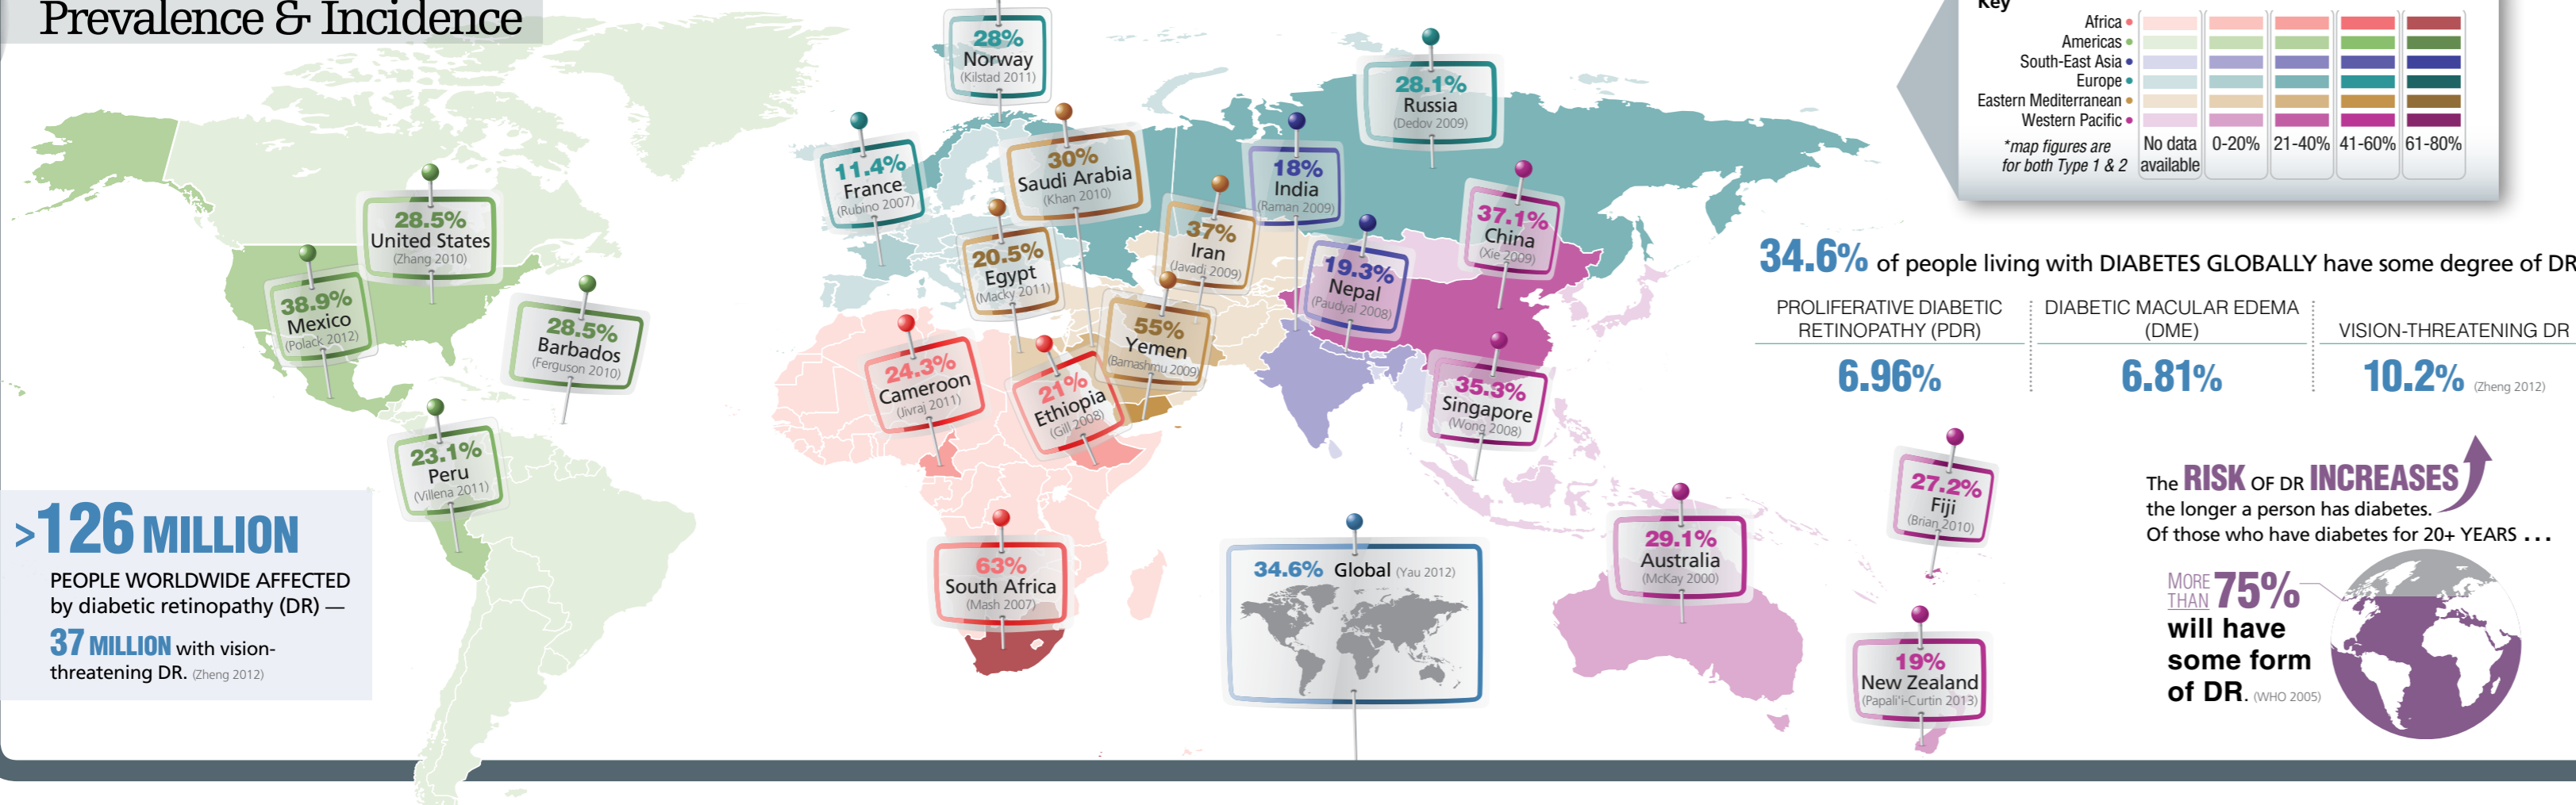 Prevalence & Incidence
28%
Norway
(Kilstad 2011)
28.1%
Russia
(Dedov 2009)
11.4%
France
(Rubino 2007)
30%
Saudi Arabia
(Khan 2010)
18%
India
(Raman 2009)
28.5%
United States
(Zhang 2010)
20.5%
Egypt
(Macky 2011)
37%
Iran
(Javadi 2009)
37.1%
China
(Xie 2009)
38.9%
Mexico
(Polack 2012)
19.3%
Nepal
(Paudyal 2008)
28.5%
Barbados
(Ferguson 2010)
55%
Yemen
(Bamashmu 2009)
24.3%
Cameroon
(Jivraj 2011)
21%
Ethiopia
(Gill 2008)
35.3%
Singapore
(Wong 2008)
23.1%
Peru
(Villena 2011)
27.2%
Fiji
(Brian 2010)
63%
South Africa
(Mash 2007)
34.6% Global (Yau 2012)
29.1%
Australia
(McKay 2000)
19%
New Zealand
(Papali'i-Curtin 2013)
>126 MILLION
PEOPLE WORLDWIDE AFFECTED
by diabetic retinopathy (DR) —
37 MILLION with vision-
threatening DR. (Zheng 2012)
Key
Africa
Americas
South-East Asia
Europe
Eastern Mediterranean
Western Pacific
*map figures are
for both Type 1 & 2
No data
available
0-20%
21-40%
41-60%
61-80%
34.6% of people living with DIABETES GLOBALLY have some degree of DR
PROLIFERATIVE DIABETIC
RETINOPATHY (PDR)
6.96%
DIABETIC MACULAR EDEMA
(DME)
6.81%
VISION-THREATENING DR
10.2% (Zheng 2012)
The RISK OF DR INCREASES
the longer a person has diabetes.
Of those who have diabetes for 20+ YEARS ...
MORE
THAN 75%
will have
some form
of DR. (WHO 2005)